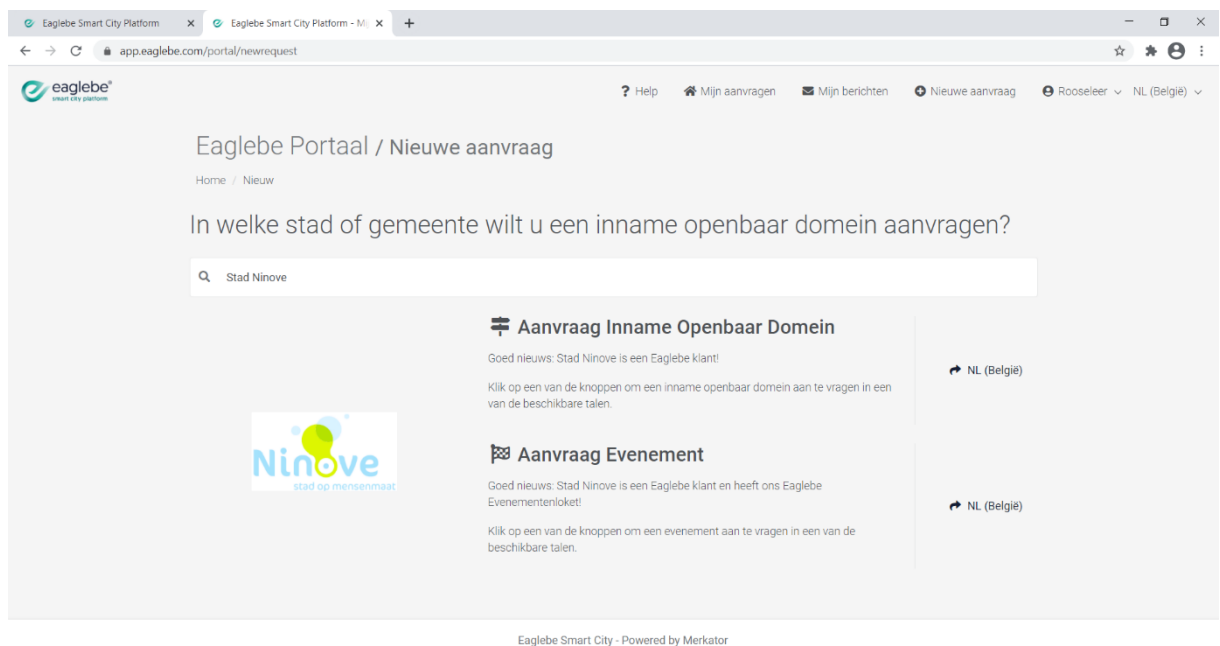 Eaglebe Smart City Platform
Eaglebe Smart City Platform - Mi
app.eaglebe.com/portal/newrequest
eaglebe®
smart city platform
? Help
Mijn aanvragen
Mijn berichten
Nieuwe aanvraag
Rooseleer
NL (België)
Eaglebe Portaal / Nieuwe aanvraag
Home / Nieuw
In welke stad of gemeente wilt u een inname openbaar domein aanvragen?
Stad Ninove
Aanvraag Inname Openbaar Domein
Goed nieuws: Stad Ninove is een Eaglebe klant!
Klik op een van de knoppen om een inname openbaar domein aan te vragen in een
van de beschikbare talen.
NL (België)
Ninove
stad op mensenmaat
Aanvraag Evenement
Goed nieuws: Stad Ninove is een Eaglebe klant en heeft ons Eaglebe
Evenementenloket!
Klik op een van de knoppen om een evenement aan te vragen in een van de
beschikbare talen.
NL (België)
Eaglebe Smart City - Powered by Merkator